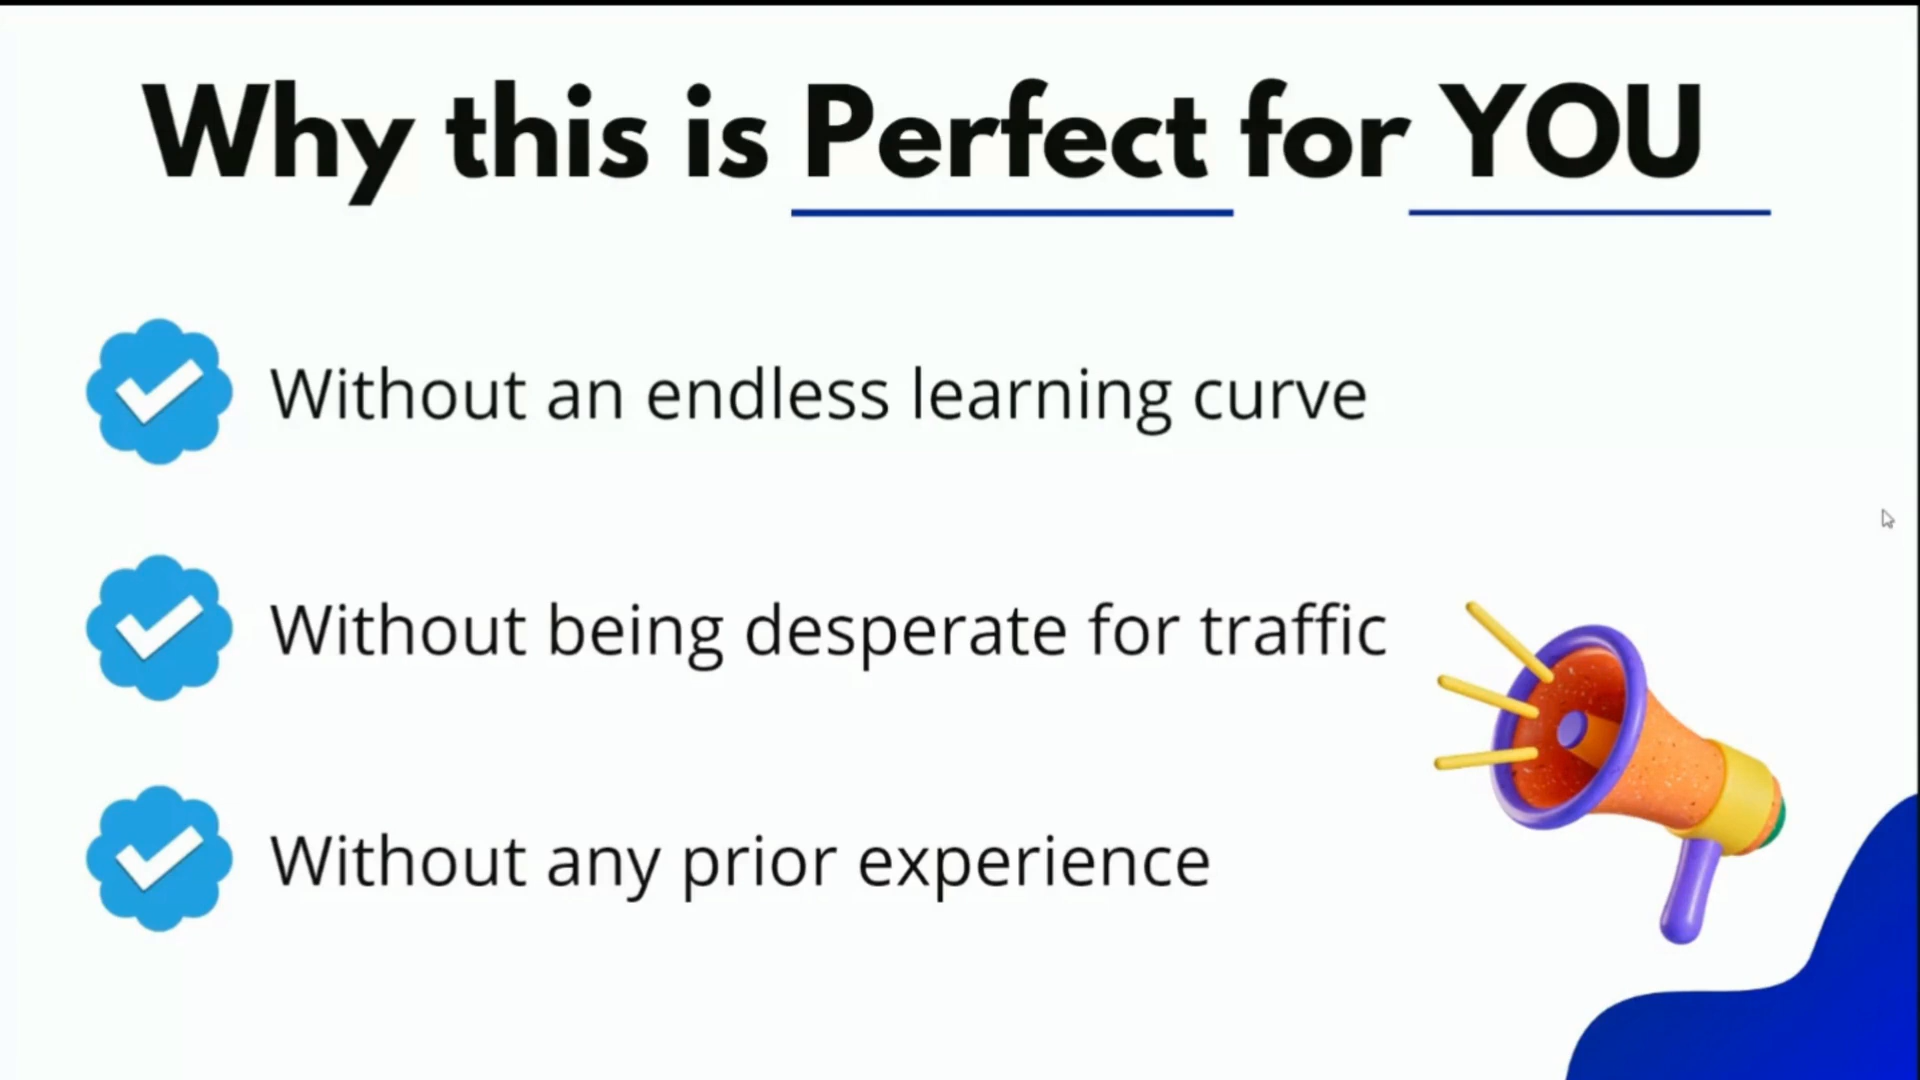 Why this is Perfect for YOU
Without an endless learning curve
Without being desperate for traffic
Without any prior experience